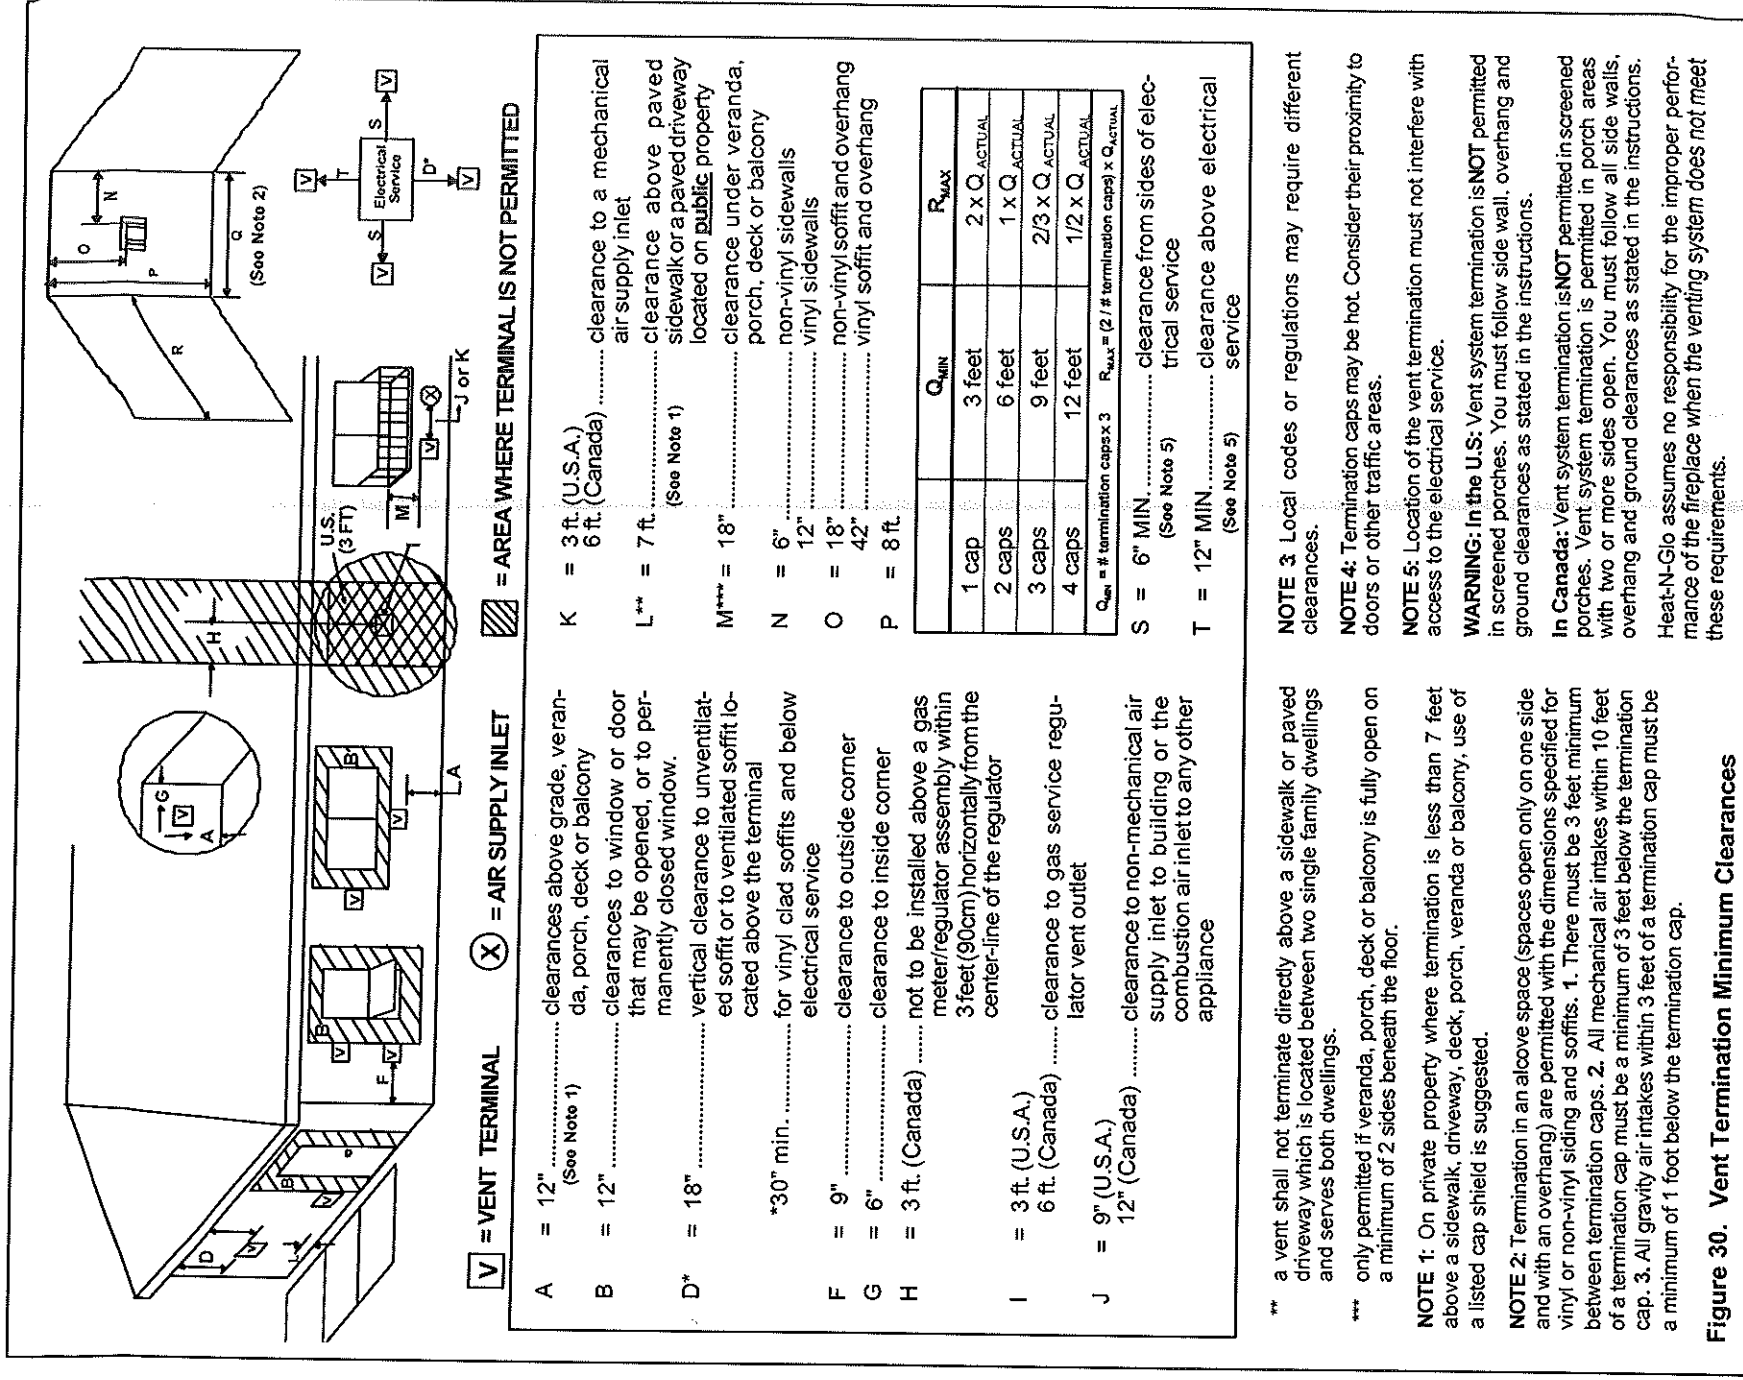 H
U.S.
(3 FT)
G
V
A
D
V
L
B
V
F
V
V
B
V
B
V
V
A
M
V
X
J or K
I
R
O
P
N
Q
(See Note 2)
V
T
V
S
Electrical
Service
S
V
D*
V
V = VENT TERMINAL
X = AIR SUPPLY INLET
= AREA WHERE TERMINAL IS NOT PERMITTED
A = 12" .......... clearances above grade, veran-
(See Note 1) da, porch, deck or balcony
B = 12" .......... clearances to window or door
that may be opened, or to per-
manently closed window.
D* = 18" .......... vertical clearance to unventilat-
ed soffit or to ventilated soffit lo-
cated above the terminal
*30" min. .......... for vinyl clad soffits and below
electrical service
F = 9" .......... clearance to outside corner
G = 6" .......... clearance to inside corner
H = 3 ft. (Canada) ....... not to be installed above a gas
meter/regulator assembly within
3 feet (90cm) horizontally from the
center-line of the regulator
I = 3 ft. (U.S.A.)
6 ft. (Canada) ....... clearance to gas service regu-
lator vent outlet
J = 9" (U.S.A.)
12" (Canada) ......... clearance to non-mechanical air
supply inlet to building or the
combustion air inlet to any other
appliance
K = 3 ft. (U.S.A.)
6 ft. (Canada) ......... clearance to a mechanical
air supply inlet
L** = 7 ft. .......... clearance above paved
(See Note 1) sidewalk or a paved driveway
located on public property
M*** = 18" .......... clearance under veranda,
porch, deck or balcony
N = 6" .......... non-vinyl sidewalls
12" .......... vinyl sidewalls
O = 18" .......... non-vinyl soffit and overhang
42" .......... vinyl soffit and overhang
P = 8 ft.
QMIN RMAX
1 cap 3 feet 2 x Q ACTUAL
2 caps 6 feet 1 x Q ACTUAL
3 caps 9 feet 2/3 x Q ACTUAL
4 caps 12 feet 1/2 x Q ACTUAL
QMIN = # termination caps x 3 RMAX = (2 / # termination caps) x QACTUAL
S = 6" MIN. .......... clearance from sides of elec-
(See Note 5) trical service
T = 12" MIN. .......... clearance above electrical
(See Note 5) service
** a vent shall not terminate directly above a sidewalk or paved
driveway which is located between two single family dwellings
and serves both dwellings.
*** only permitted if veranda, porch, deck or balcony is fully open on
a minimum of 2 sides beneath the floor.
NOTE 1: On private property where termination is less than 7 feet
above a sidewalk, driveway, deck, porch, veranda or balcony, use of
a listed cap shield is suggested.
NOTE 2: Termination in an alcove space (spaces open only on one side
and with an overhang) are permitted with the dimensions specified for
vinyl or non-vinyl siding and soffits. 1. There must be 3 feet minimum
between termination caps. 2. All mechanical air intakes within 10 feet
of a termination cap must be a minimum of 3 feet below the termination
cap. 3. All gravity air intakes within 3 feet of a termination cap must be
a minimum of 1 foot below the termination cap.
NOTE 3: Local codes or regulations may require different
clearances.
NOTE 4: Termination caps may be hot. Consider their proximity to
doors or other traffic areas.
NOTE 5: Location of the vent termination must not interfere with
access to the electrical service.
WARNING: In the U.S: Vent system termination is NOT permitted
in screened porches. You must follow side wall, overhang and
ground clearances as stated in the instructions.
In Canada: Vent system termination is NOT permitted in screened
porches. Vent system termination is permitted in porch areas
with two or more sides open. You must follow all side walls,
overhang and ground clearances as stated in the instructions.
Heat-N-Glo assumes no responsibility for the improper perfor-
mance of the fireplace when the venting system does not meet
these requirements.
Figure 30. Vent Termination Minimum Clearances